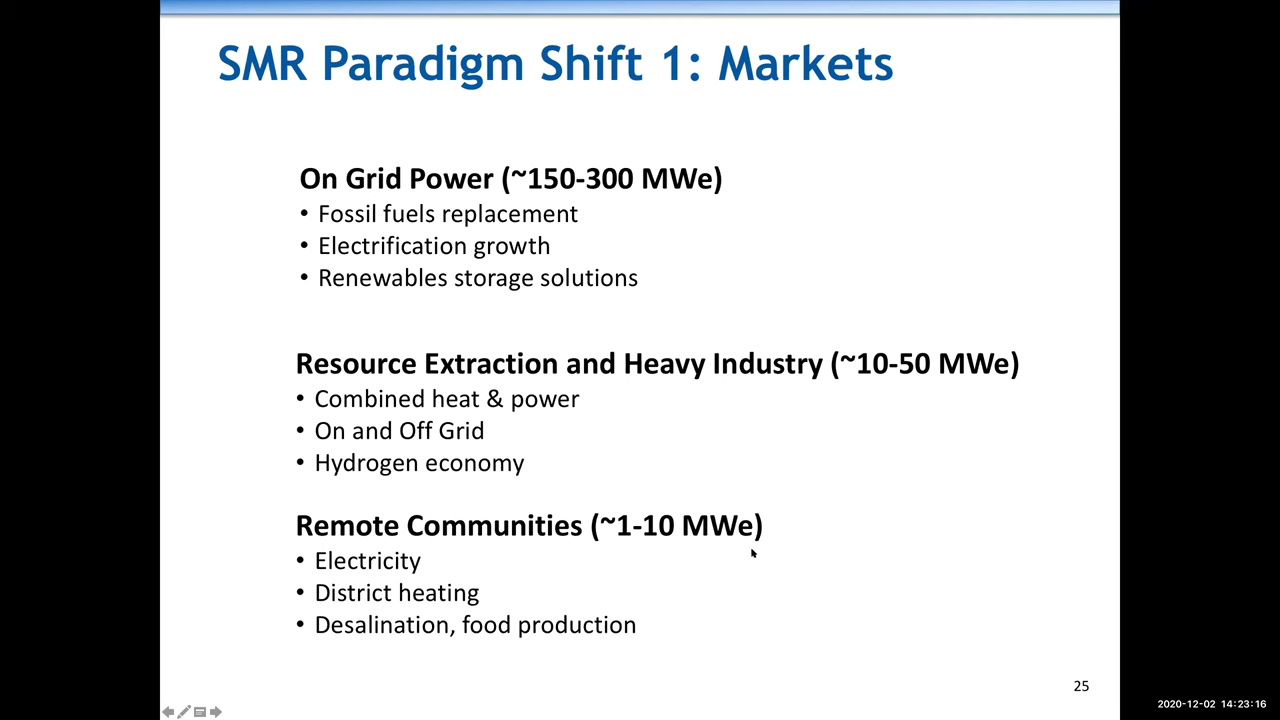 SMR Paradigm Shift 1: Markets
On Grid Power (~150-300 MWe)
• Fossil fuels replacement
• Electrification growth
• Renewables storage solutions
Resource Extraction and Heavy Industry (~10-50 MWe)
• Combined heat & power
• On and Off Grid
• Hydrogen economy
Remote Communities (~1-10 MWe)
• Electricity
• District heating
• Desalination, food production
25
2020-12-02 14:23:16